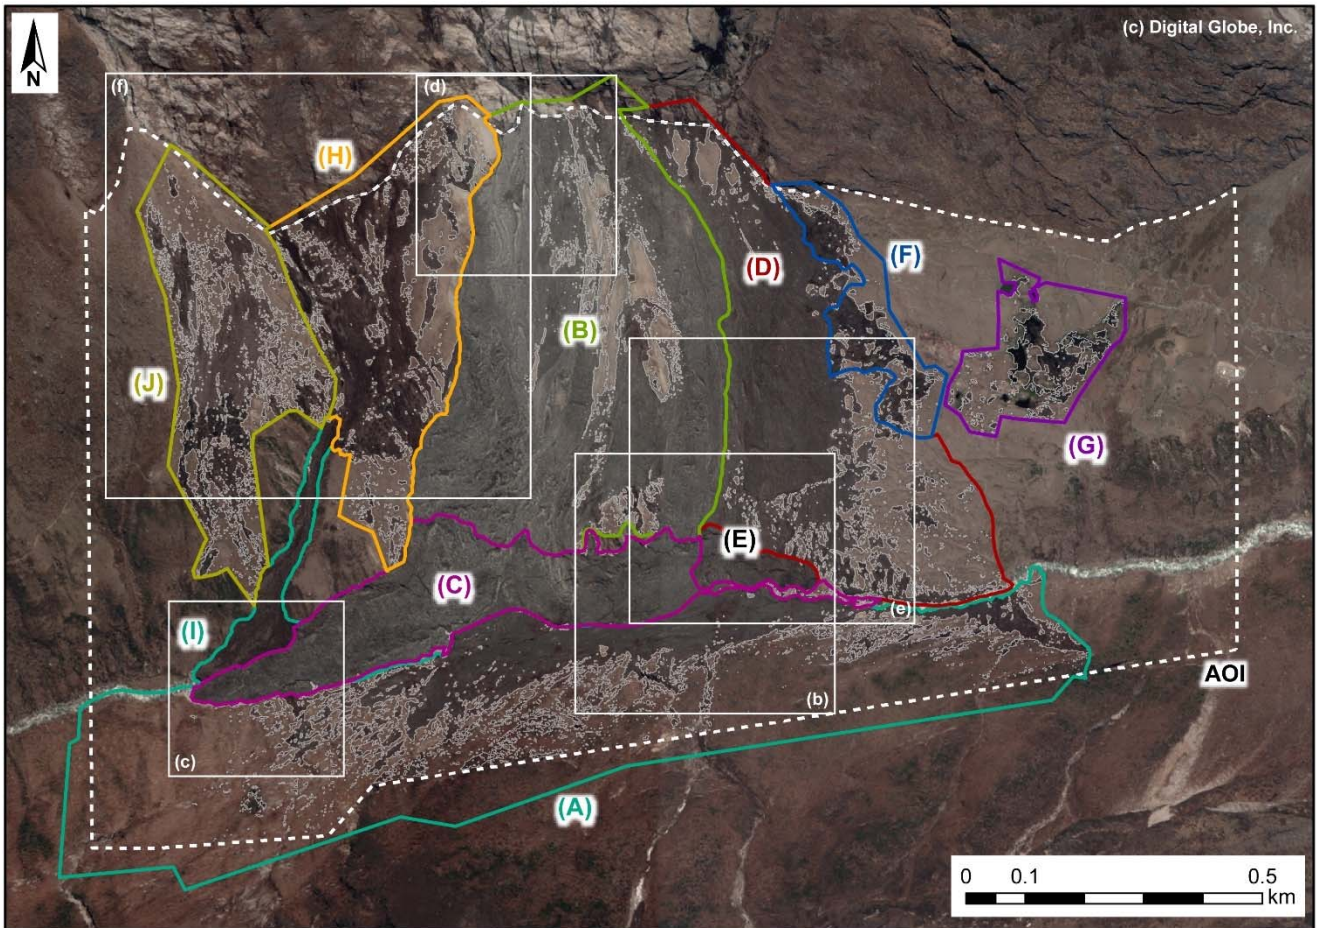 (c) Digital Globe, Inc.
N
(f)
(d)
(H)
(F)
(D)
(B)
(J)
(G)
(E)
(C)
(e)
(I)
AOI
(b)
(c)
(A)
0 0.1 0.5
km